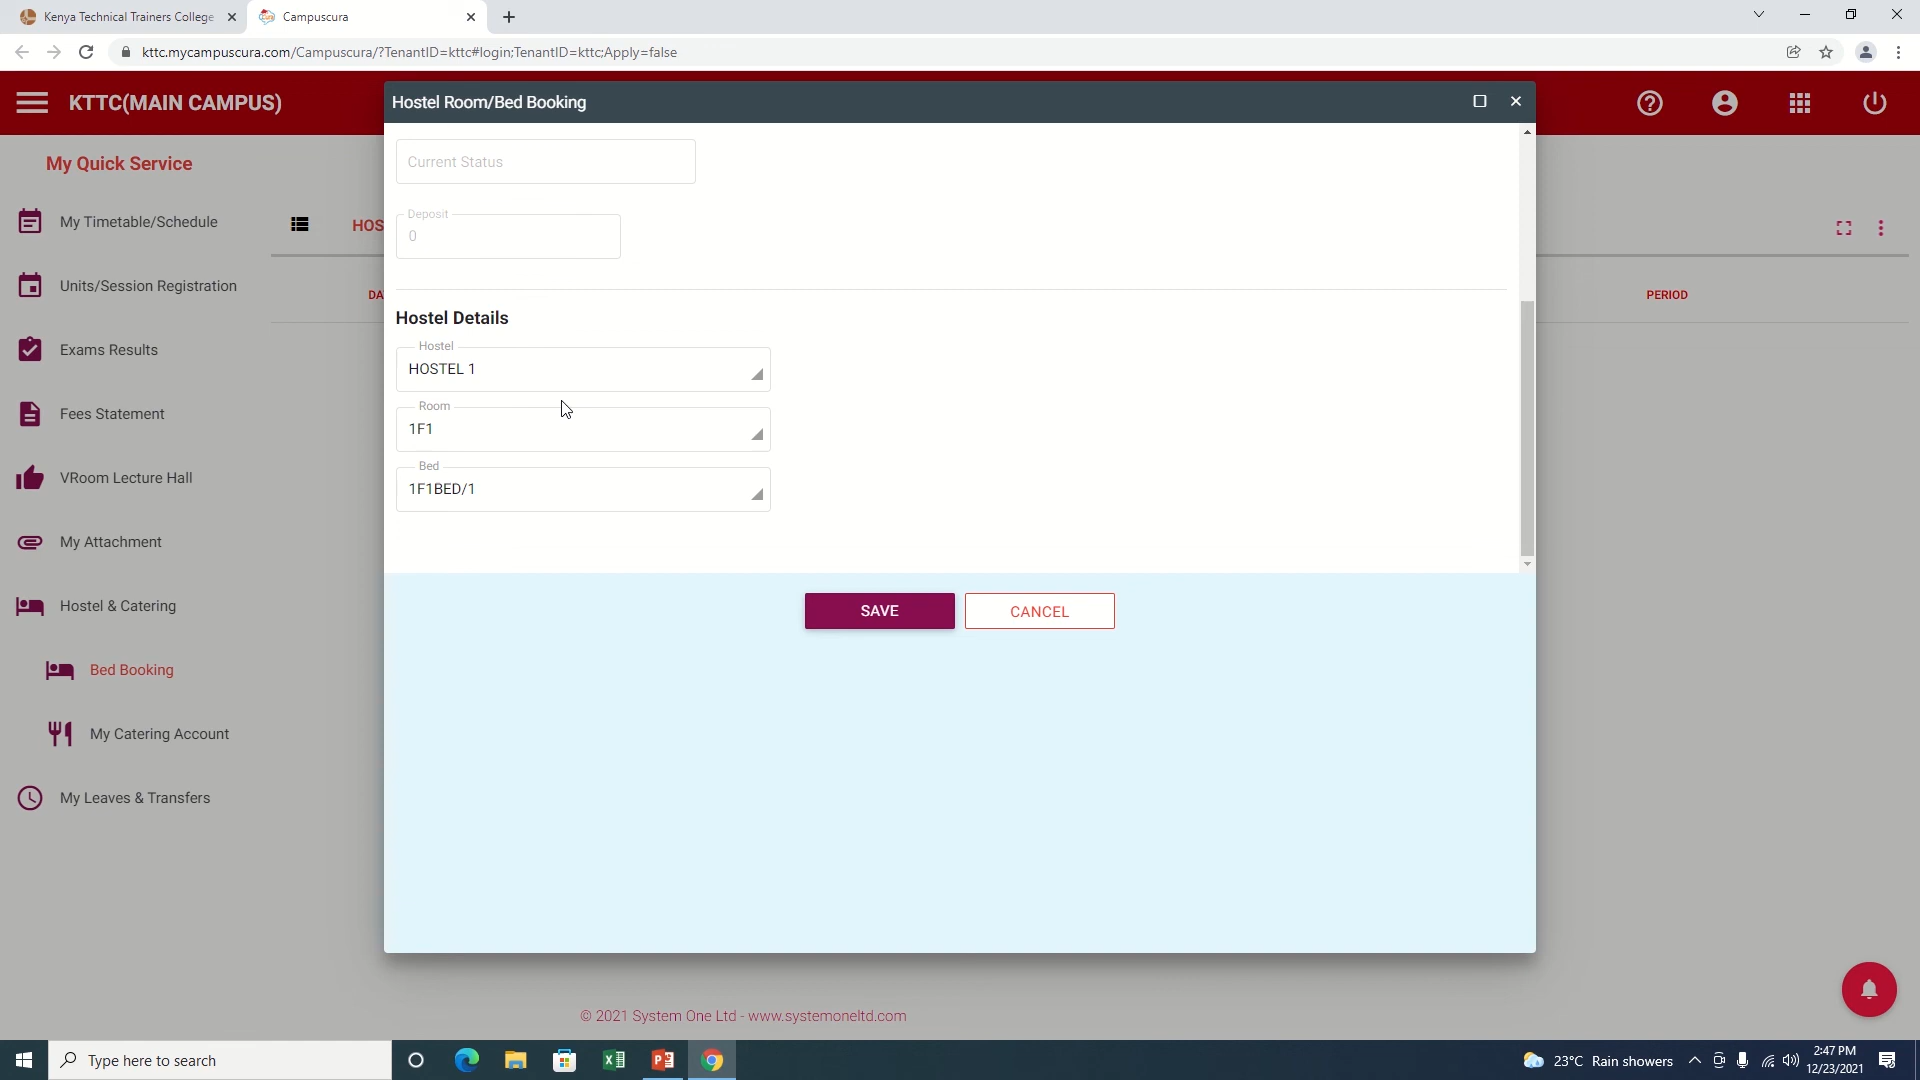 Kenya Technical Trainers College
Campuscura
kttc.mycampuscura.com/Campuscura/?TenantID=kttc#login;TenantID=kttc;Apply=false
KTTC(MAIN CAMPUS)
Hostel Room/Bed Booking
My Quick Service
Current Status
My Timetable/Schedule
HOS
Deposit
0
Units/Session Registration
DA
PERIOD
Hostel Details
Exams Results
Hostel
HOSTEL 1
Fees Statement
Room
1F1
VRoom Lecture Hall
Bed
1F1BED/1
My Attachment
Hostel & Catering
SAVE
CANCEL
Bed Booking
My Catering Account
My Leaves & Transfers
© 2021 System One Ltd - www.systemoneltd.com
Type here to search
23°C Rain showers
2:47 PM
12/23/2021